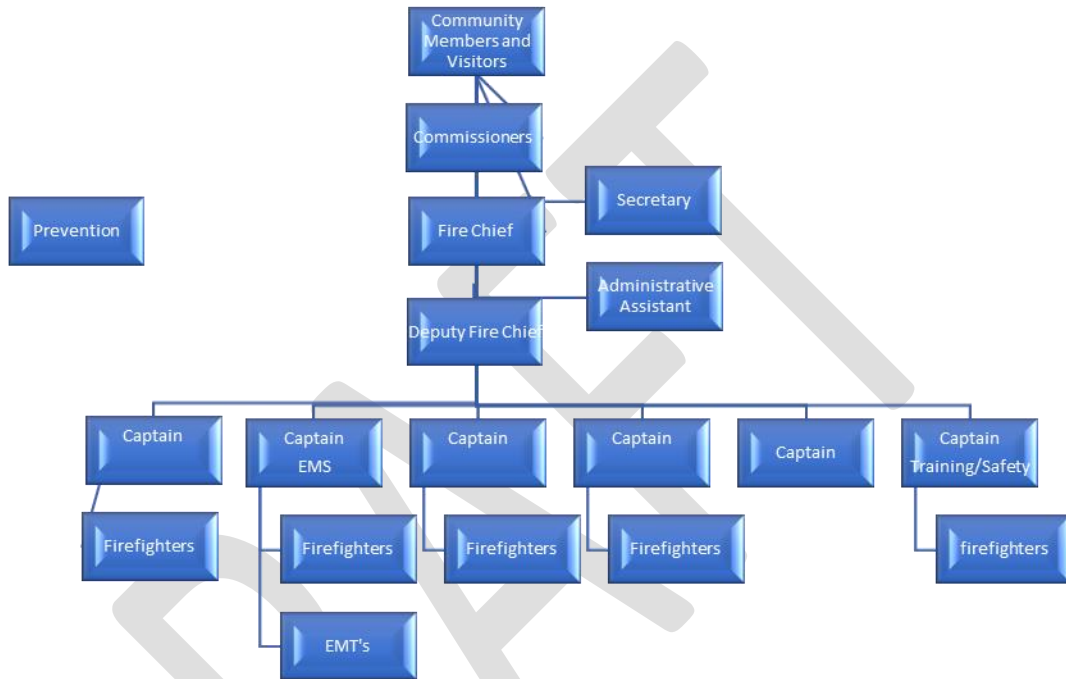 Community
Members and
Visitors
Commissioners
Secretary
Prevention
Fire Chief
Administrative
Assistant
Deputy Fire Chief
Captain
Captain
EMS
Captain
Captain
Captain
Captain
Training/Safety
Firefighters
Firefighters
Firefighters
Firefighters
firefighters
EMT's
DRAFT